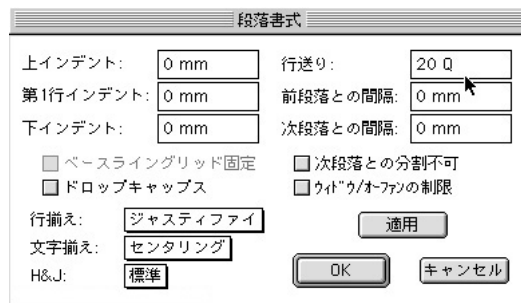 段落書式
上インデント: 0 mm 行送り: 20 Q
第1行インデント: 0 mm 前段落との間隔: 0 mm
下インデント: 0 mm 次段落との間隔: 0 mm
ベースライングリッド固定 次段落との分割不可
ドロップキャップス ウィドウ/オーファンの制限
行揃え: ジャスティファイ 適用
文字揃え: センタリング
H&J: 標準 OK キャンセル